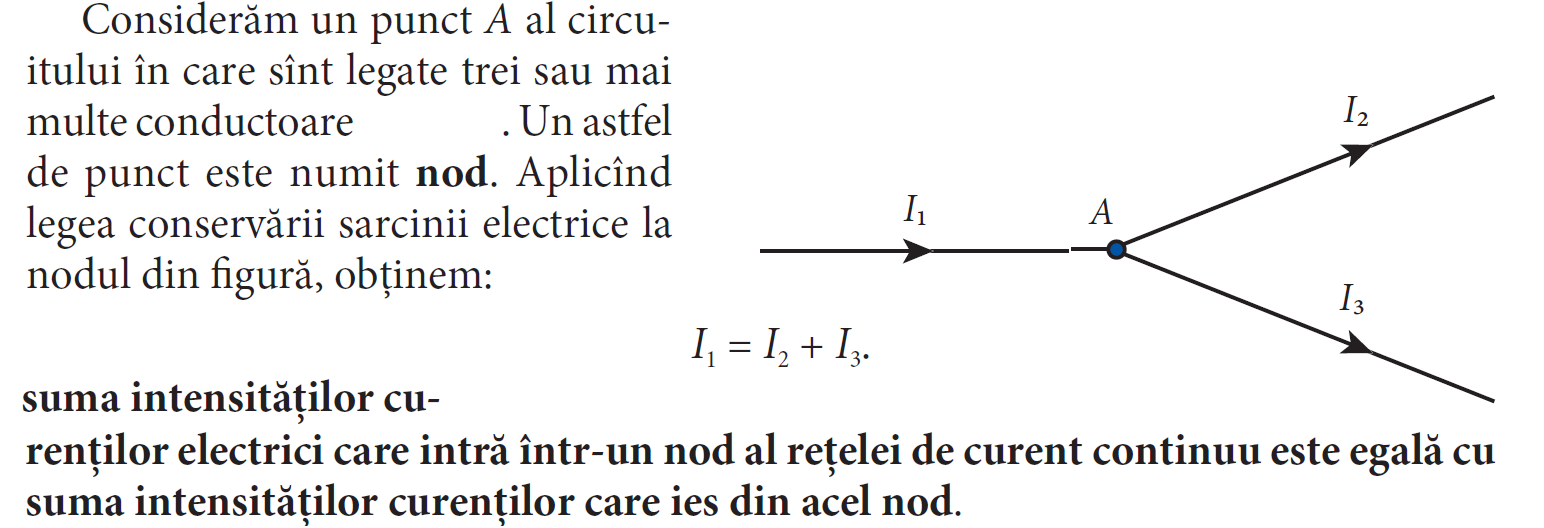 Considerăm un punct A al circu-
itului în care sînt legate trei sau mai
multe conductoare . Un astfel
de punct este numit nod. Aplicînd
legea conservării sarcinii electrice la
nodul din figură, obținem:
I₁
A
I₂
I₃
I₁ = I₂ + I₃.
suma intensităților cu-
renților electrici care intră într-un nod al rețelei de curent continuu este egală cu
suma intensităților curenților care ies din acel nod.